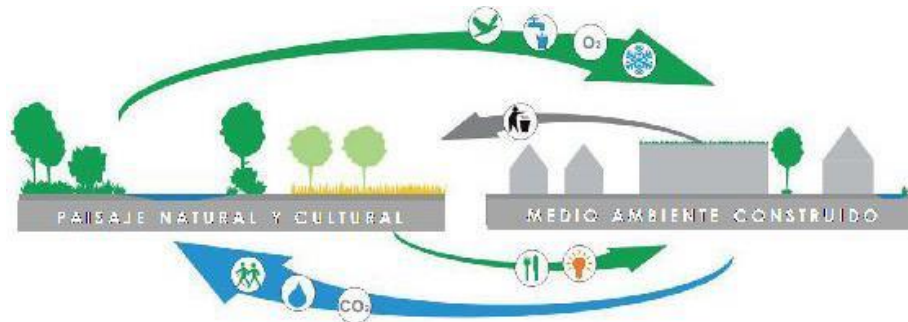 O₂
PAISAJE NATURAL Y CULTURAL
MEDIO AMBIENTE CONSTRUIDO
CO₂